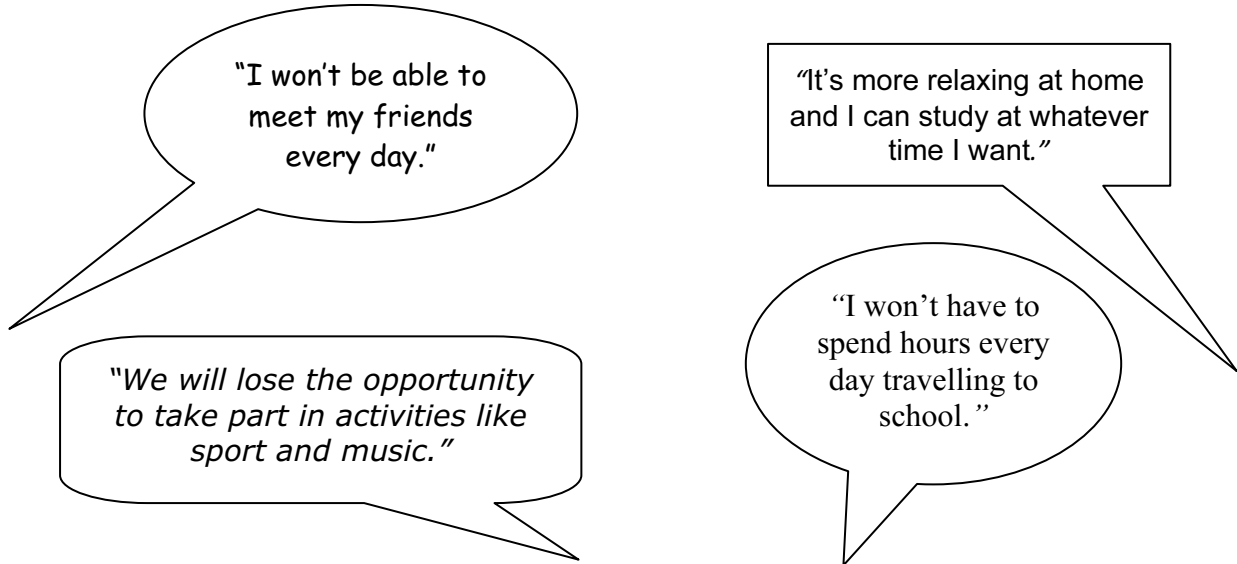 "I won't be able to
meet my friends
every day."
"It's more relaxing at home
and I can study at whatever
time I want."
"We will lose the opportunity
to take part in activities like
sport and music."
"I won't have to
spend hours every
day travelling to
school."